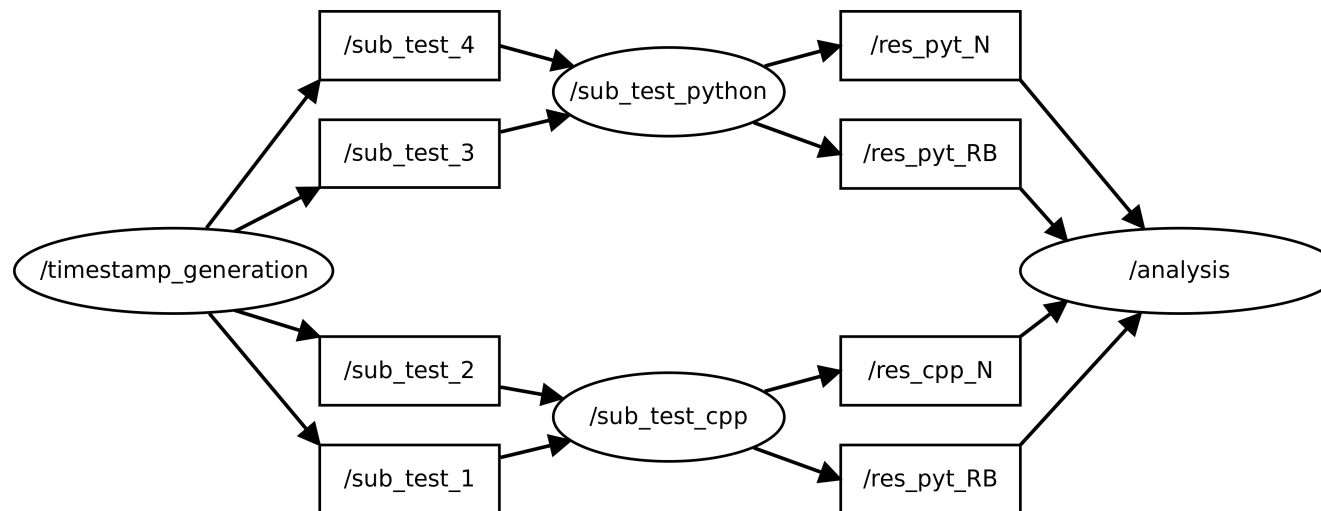 /sub_test_4
/res_pyt_N
/sub_test_python
/sub_test_3
/res_pyt_RB
/timestamp_generation
/analysis
/sub_test_2
/res_cpp_N
/sub_test_cpp
/sub_test_1
/res_pyt_RB